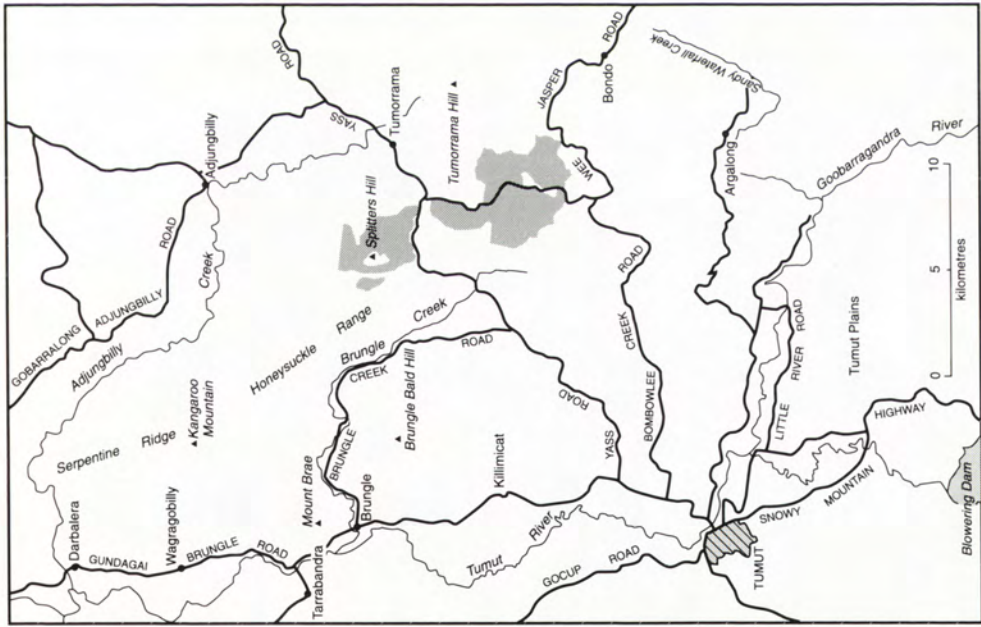 GOBARRALONG
ADJUNGBILLY
ROAD
Adjungbilly
Creek
Adjungbilly
YASS
ROAD
Tumorrama
Tumorrama Hill
Splitters Hill
JASPER
WEE
ROAD
Bondo
Sandy Waterfall Creek
Argalong
Goobarragandra
River
Serpentine
Ridge
Kangaroo
Mountain
Honeysuckle
Range
Brungle
Creek
BRUNGLE
CREEK
ROAD
Brungle Bald Hill
Mount Brae
Brungle
Darbalera
Wagragobilly
GUNDAGAI
BRUNGLE
ROAD
Tarrabandra
Killimicat
YASS
ROAD
BOMBOWLEE
CREEK
ROAD
Tumut
River
GOCUP
ROAD
TUMUT
SNOWY
MOUNTAIN
HIGHWAY
LITTLE
RIVER
ROAD
Tumut Plains
Blowering Dam
0
5
10
kilometres